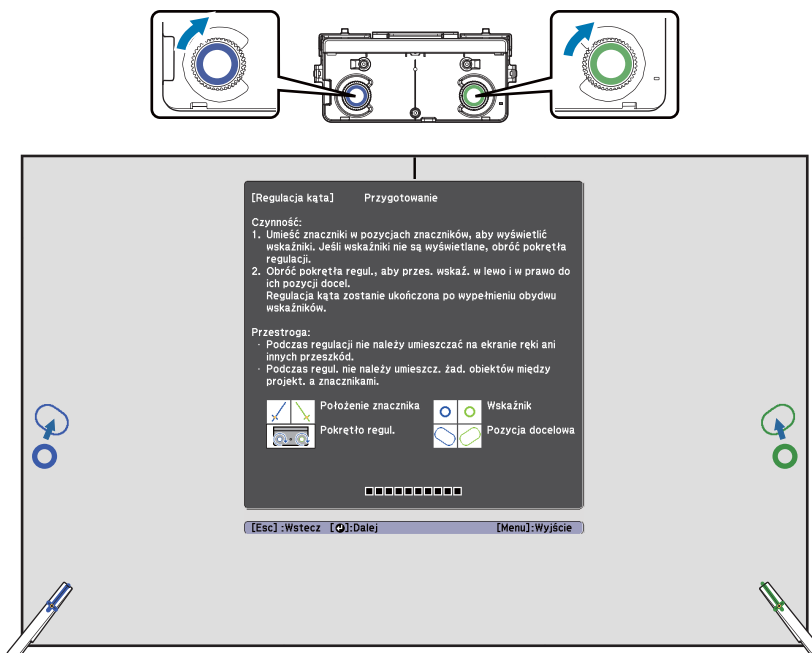 [Regulacja kąta] Przygotowanie
Czynność:
1. Umieść znaczniki w pozycjach znaczników, aby wyświetlić
wskaźniki. Jeśli wskaźniki nie są wyświetlane, obróć pokrętła
regulacji.
2. Obróć pokrętła regul., aby przes. wskaź. w lewo i w prawo do
ich pozycji docel.
Regulacja kąta zostanie ukończona po wypełnieniu obydwu
wskaźników.
Przestroga:
· Podczas regulacji nie należy umieszczać na ekranie ręki ani
innych przeszkód.
· Podczas regul. nie należy umieszcz. żad. obiektów między
projekt. a znacznikami.
Położenie znacznika Wskaźnik
Pokrętło regul. Pozycja docelowa
[Esc] :Wstecz [↵]:Dalej [Menu]:Wyjście